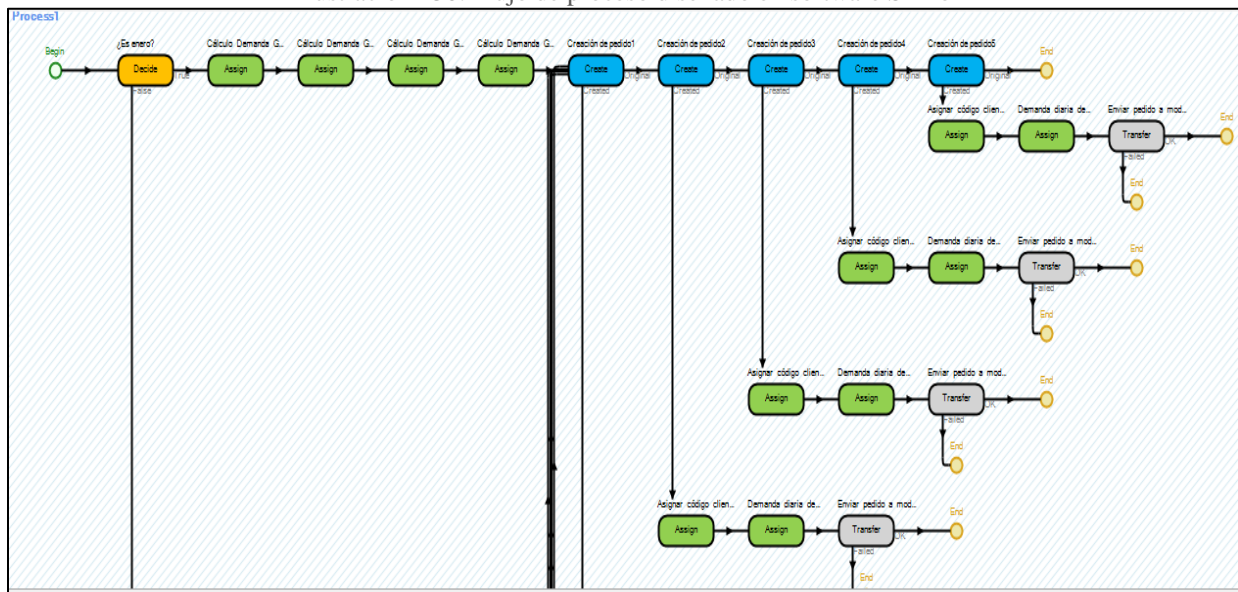 Process1
Begin
¿Es enero?
Decide
True
False
Cálculo Demanda G...
Assign
Cálculo Demanda G...
Assign
Cálculo Demanda G...
Assign
Cálculo Demanda G...
Assign
Creación de pedido1
Create
Original
Created
Creación de pedido2
Create
Original
Created
Creación de pedido3
Create
Original
Created
Creación de pedido4
Create
Original
Created
Creación de pedido5
Create
Original
Created
End
Asignar código clien...
Assign
Demanda diaria de...
Assign
Enviar pedido a mod...
Transfer
OK
Failed
End
End
Asignar código clien...
Assign
Demanda diaria de...
Assign
Enviar pedido a mod...
Transfer
OK
Failed
End
End
Asignar código clien...
Assign
Demanda diaria de...
Assign
Enviar pedido a mod...
Transfer
OK
Failed
End
End
Asignar código clien...
Assign
Demanda diaria de...
Assign
Enviar pedido a mod...
Transfer
OK
Failed
End
End